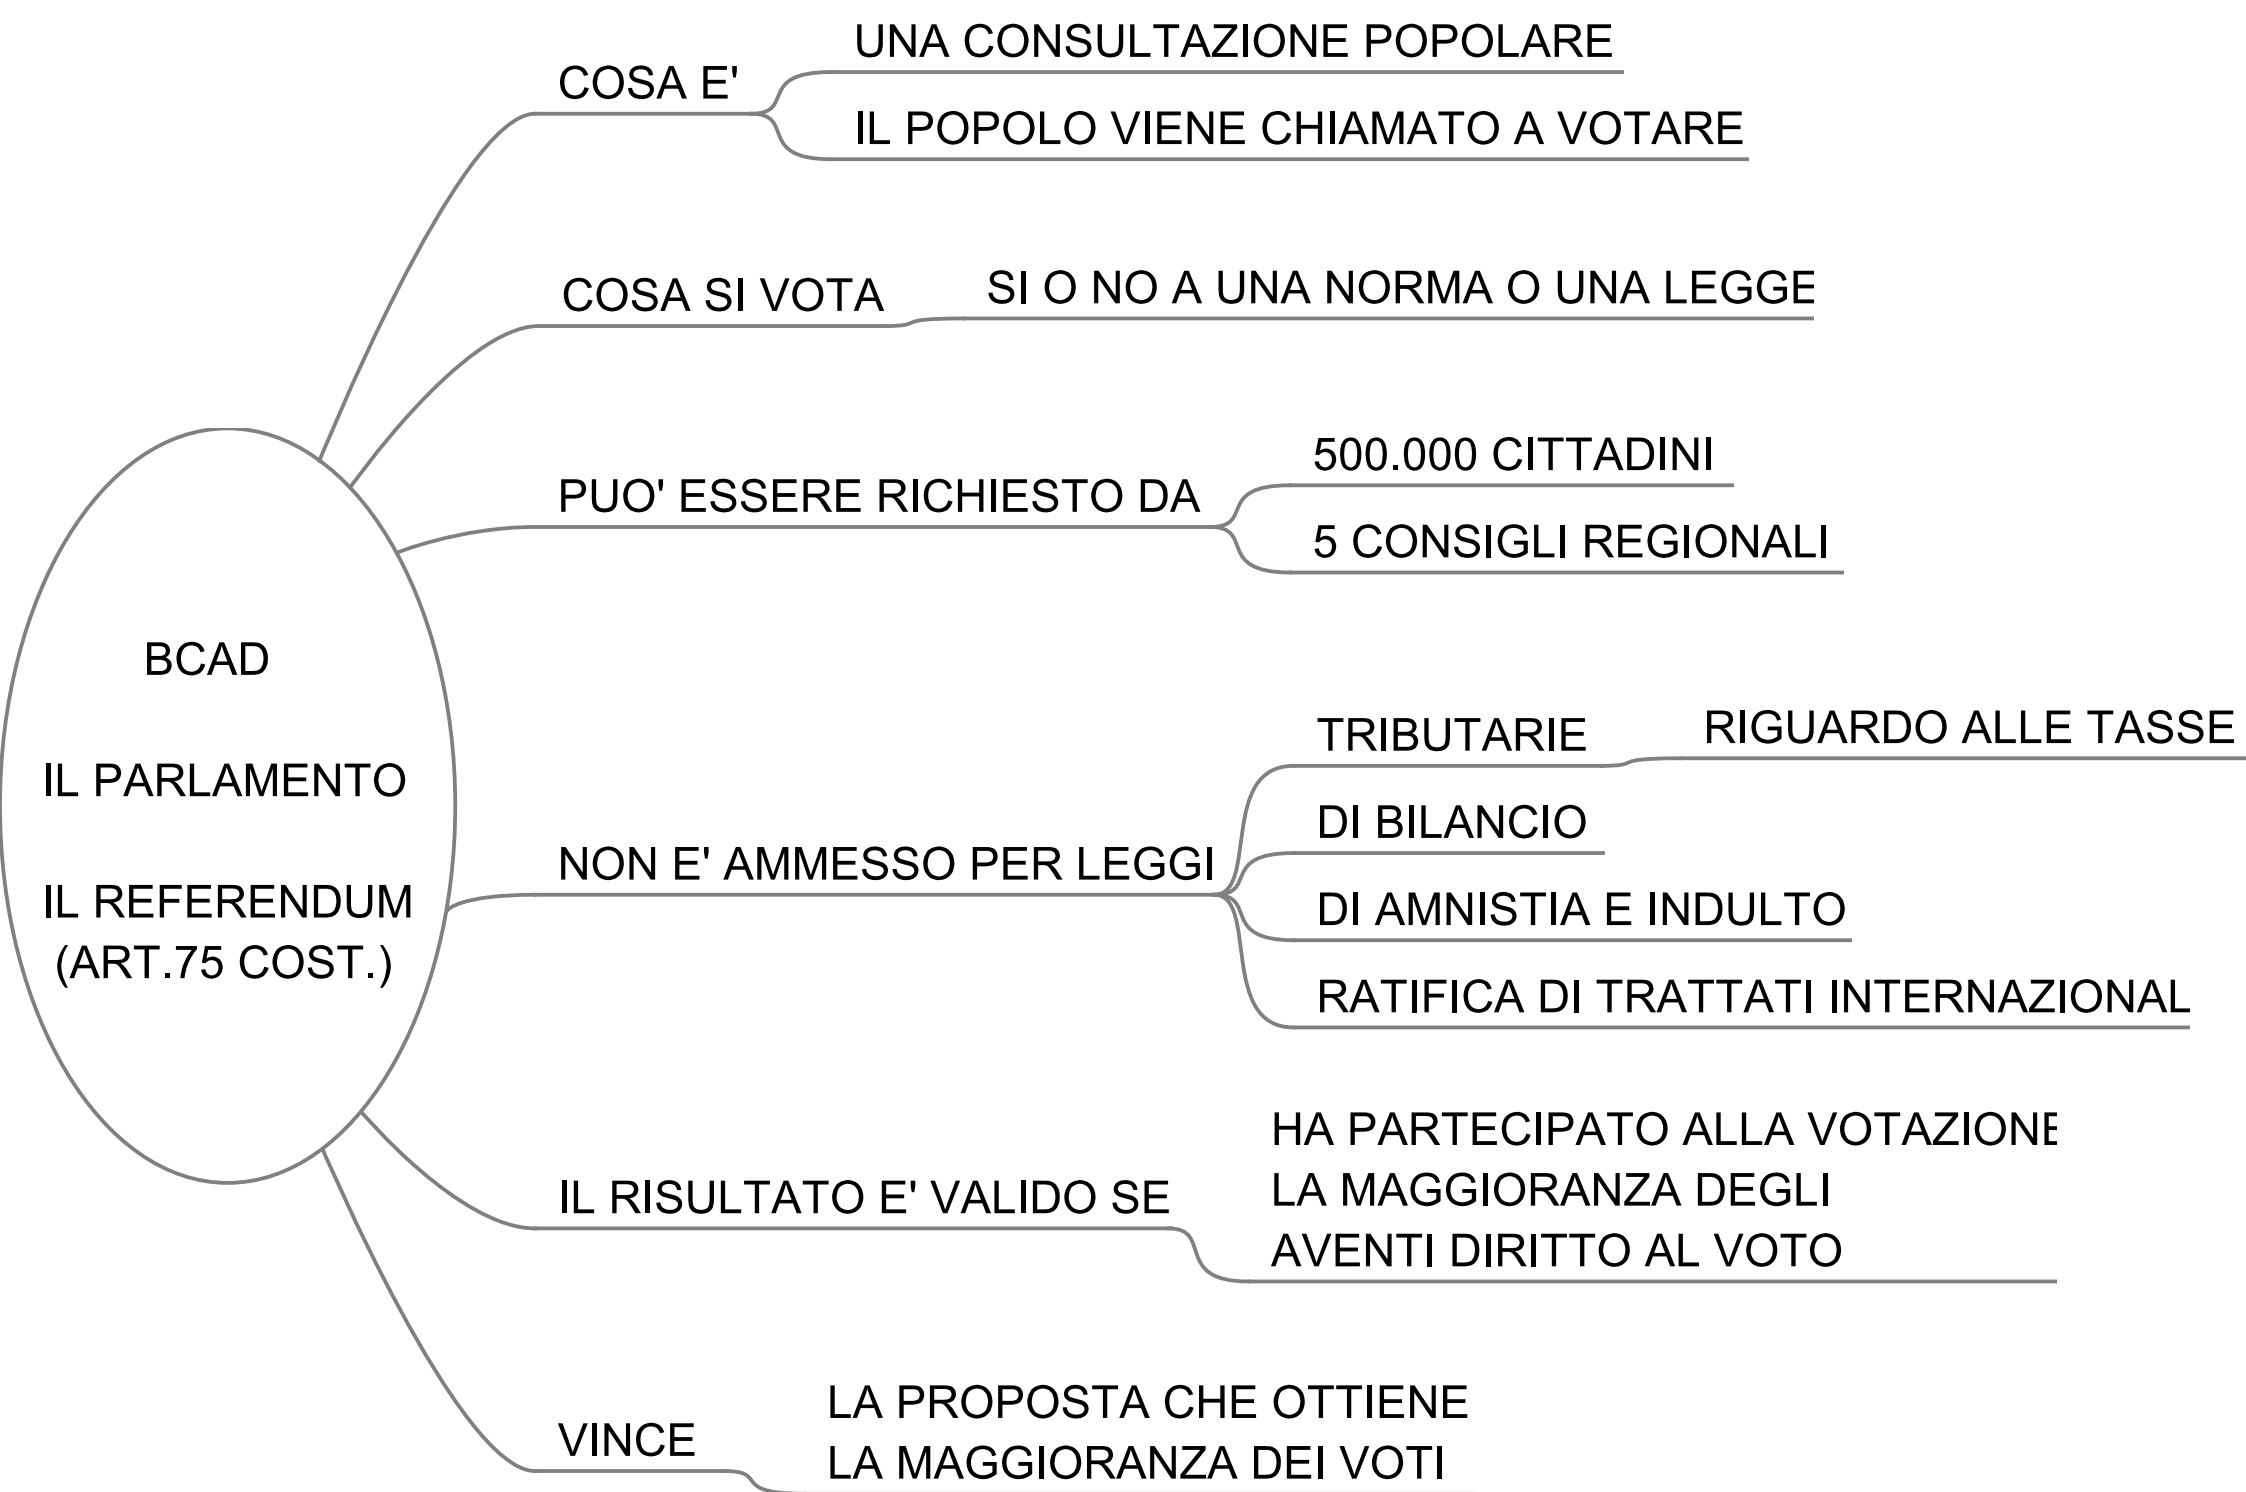 UNA CONSULTAZIONE POPOLARE
COSA E'
IL POPOLO VIENE CHIAMATO A VOTARE
COSA SI VOTA
SI O NO A UNA NORMA O UNA LEGGE
500.000 CITTADINI
PUO' ESSERE RICHIESTO DA
5 CONSIGLI REGIONALI
BCAD
IL PARLAMENTO
IL REFERENDUM
(ART.75 COST.)
TRIBUTARIE
RIGUARDO ALLE TASSE
DI BILANCIO
NON E' AMMESSO PER LEGGI
DI AMNISTIA E INDULTO
RATIFICA DI TRATTATI INTERNAZIONAL
HA PARTECIPATO ALLA VOTAZIONE
LA MAGGIORANZA DEGLI
AVENTI DIRITTO AL VOTO
IL RISULTATO E' VALIDO SE
VINCE
LA PROPOSTA CHE OTTIENE
LA MAGGIORANZA DEI VOTI